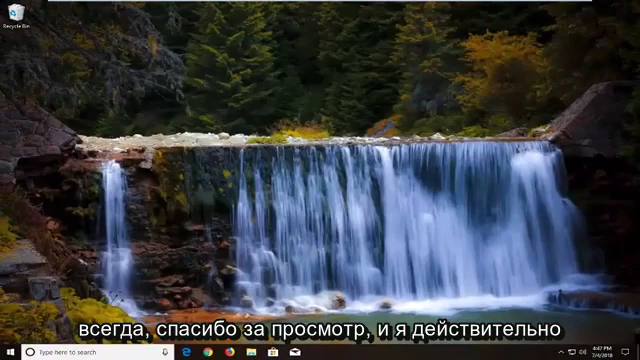 Recycle Bin
всегда, спасибо за просмотр, и я действительно
Type here to search
4:47 PM
7/4/2018